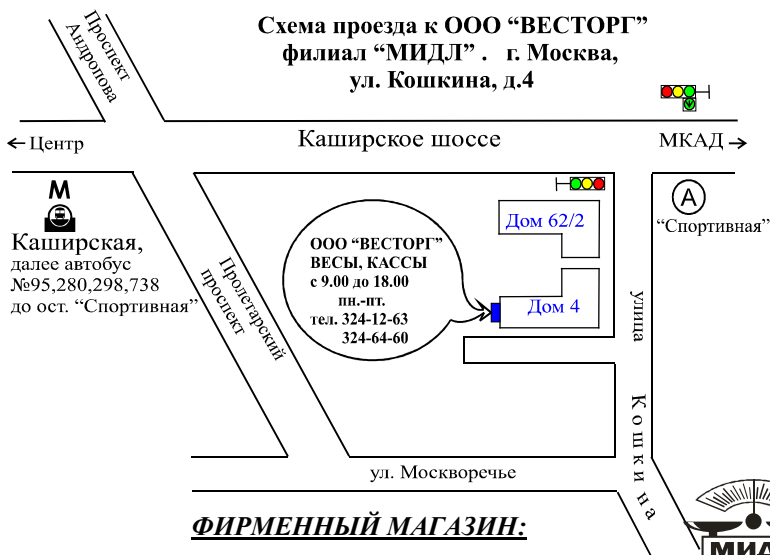 Схема проезда к ООО “ВЕСТОРГ”
филиал “МИДЛ” . г. Москва,
ул. Кошкина, д.4
Проспект
Андропова
← Центр
Каширское шоссе
МКАД →
М
Каширская,
далее автобус
№95,280,298,738
до ост. “Спортивная”
Пролетарский
проспект
ООО “ВЕСТОРГ”
ВЕСЫ, КАССЫ
с 9.00 до 18.00
пн.-пт.
тел. 324-12-63
324-64-60
Дом 62/2
Дом 4
А
“Спортивная”
улица Кошкина
ул. Москворечье
ФИРМЕННЫЙ МАГАЗИН:
МИД